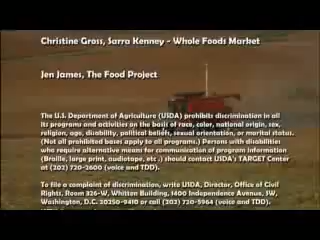 Christine Gross, Sarra Kenney - Whole Foods Market
Jen James, The Food Project
The U.S. Department of Agriculture (USDA) prohibits discrimination in all
its programs and activities on the basis of race, color, national origin, sex,
religion, age, disability, political beliefs, sexual orientation, or marital status.
(Not all prohibited bases apply to all programs.) Persons with disabilities
who require alternative means for communication of program information
(Braille, large print, audiotape, etc.) should contact USDA's TARGET Center
at (202) 720-2600 (voice and TDD).
To file a complaint of discrimination, write USDA, Director, Office of Civil
Rights, Room 326-W, Whitten Building, 1400 Independence Avenue, SW,
Washington, D.C. 20250-9410 or call (202) 720-5964 (voice and TDD).